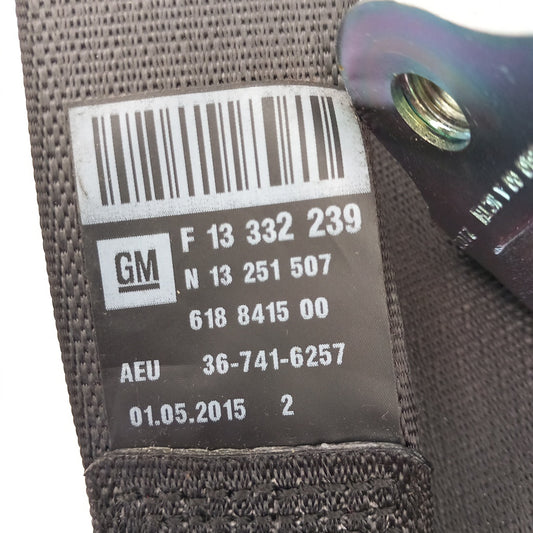 GM
F 13 332 239
N 13 251 507
618 8415 00
AEU 36-741-6257
01.05.2015 2